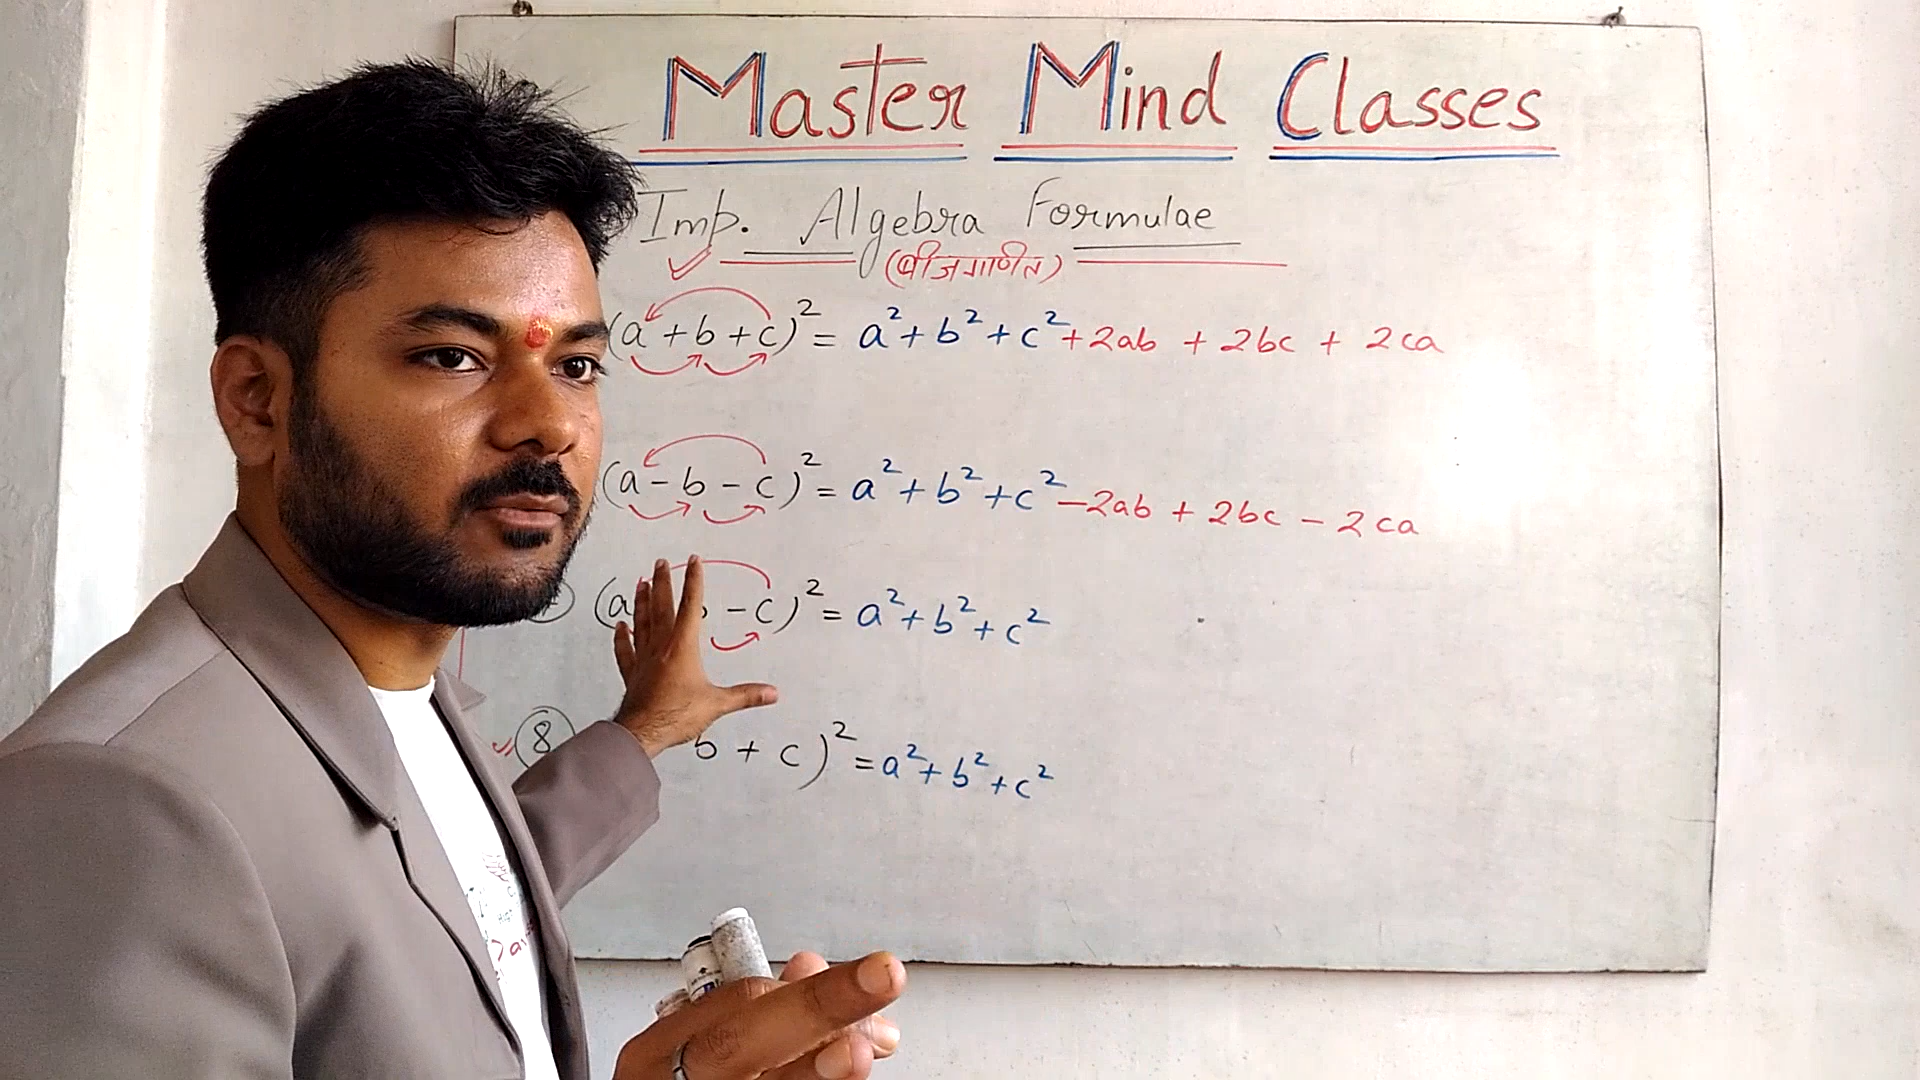 Master Mind Classes
Imp. Algebra Formulae
(बीजगणित)
(a+b+c)²= a²+b²+c²+2ab + 2bc + 2ca
(a-b-c)²= a²+b²+c²-2ab + 2bc - 2ca
(a -c)²= a²+b²+c²
8 b + c)²=a²+b²+c²